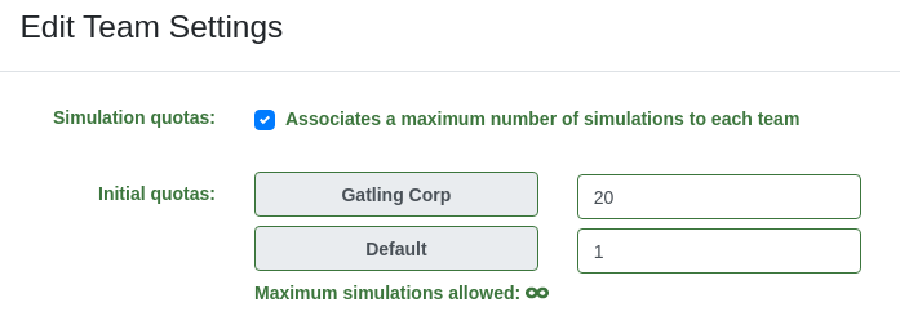 Edit Team Settings
Simulation quotas: Associates a maximum number of simulations to each team
Initial quotas: Gatling Corp 20
Default 1
Maximum simulations allowed: ∞